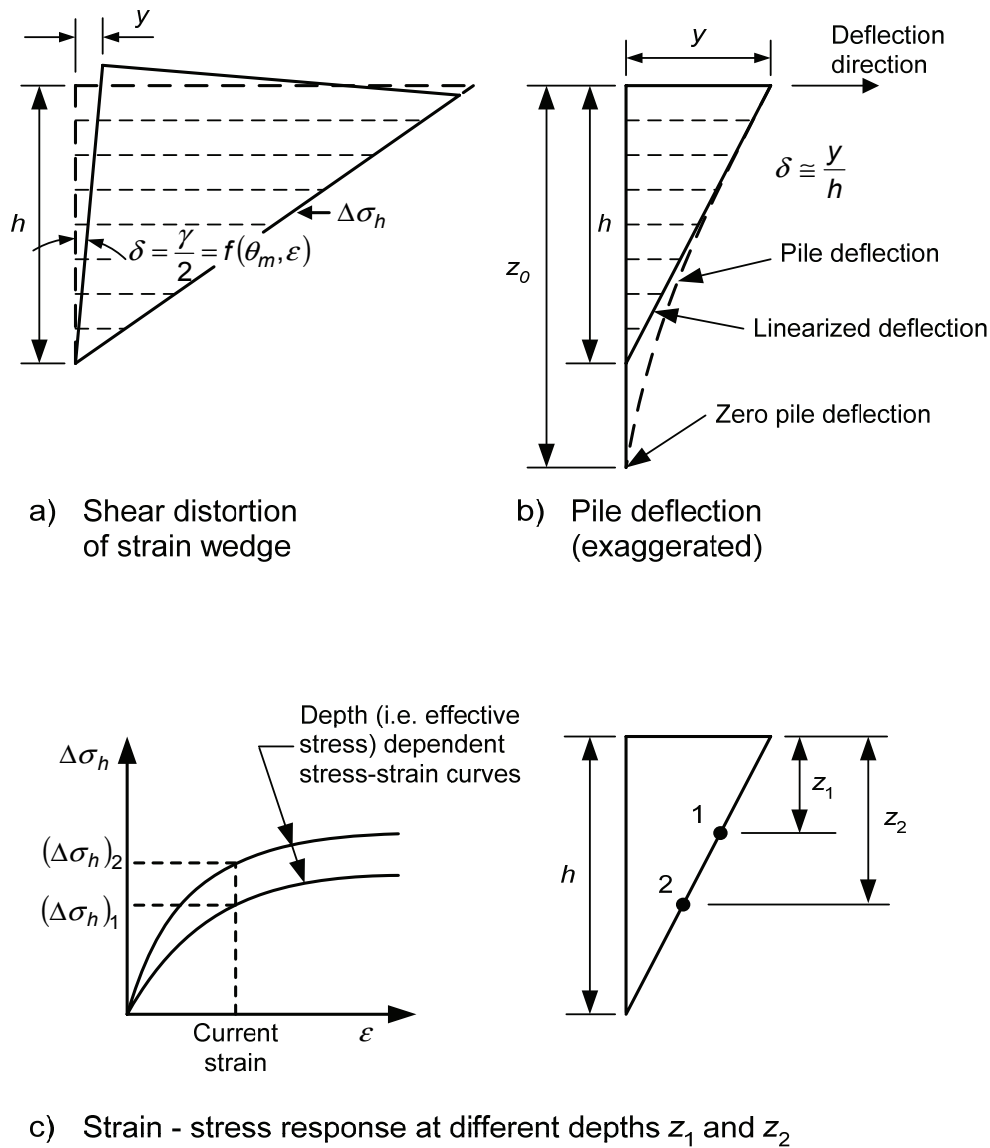 y
h
Δσh
δ = γ/2 = f(θm, ε)
a) Shear distortion
of strain wedge
y
Deflection
direction
δ ≅ y/h
h
z0
Pile deflection
Linearized deflection
Zero pile deflection
b) Pile deflection
(exaggerated)
Depth (i.e. effective
stress) dependent
stress-strain curves
Δσh
(Δσh)2
(Δσh)1
Current
strain
ε
h
1
2
z1
z2
c) Strain - stress response at different depths z1 and z2